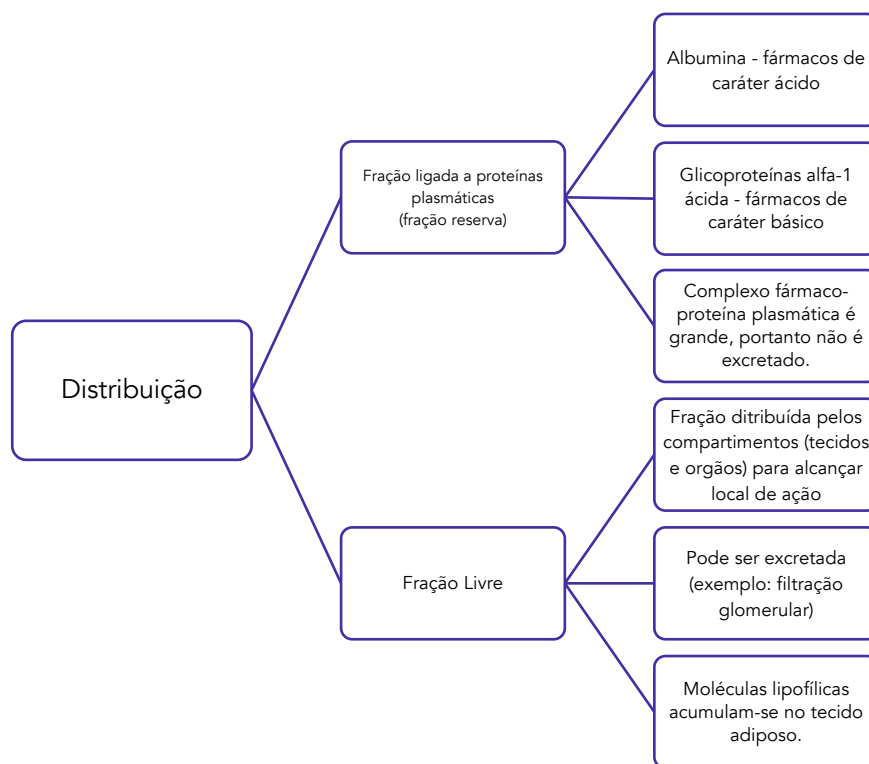 Distribuição
Fração ligada a proteínas
plasmáticas
(fração reserva)
Albumina - fármacos de
caráter ácido
Glicoproteínas alfa-1
ácida - fármacos de
caráter básico
Complexo fármaco-
proteína plasmática é
grande, portanto não é
excretado.
Fração Livre
Fração ditribuída pelos
compartimentos (tecidos
e orgãos) para alcançar
local de ação
Pode ser excretada
(exemplo: filtração
glomerular)
Moléculas lipofílicas
acumulam-se no tecido
adiposo.